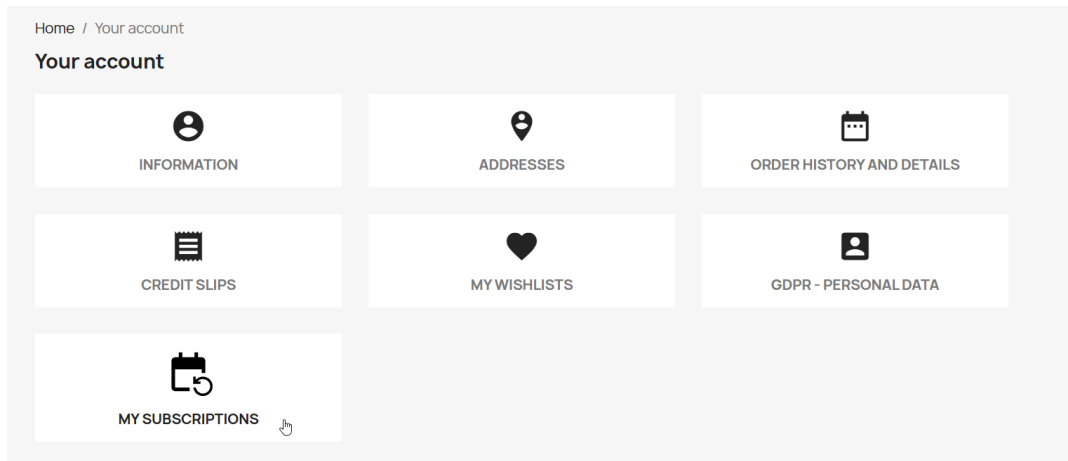 Home / Your account
Your account
INFORMATION
ADDRESSES
ORDER HISTORY AND DETAILS
CREDIT SLIPS
MY WISHLISTS
GDPR - PERSONAL DATA
MY SUBSCRIPTIONS